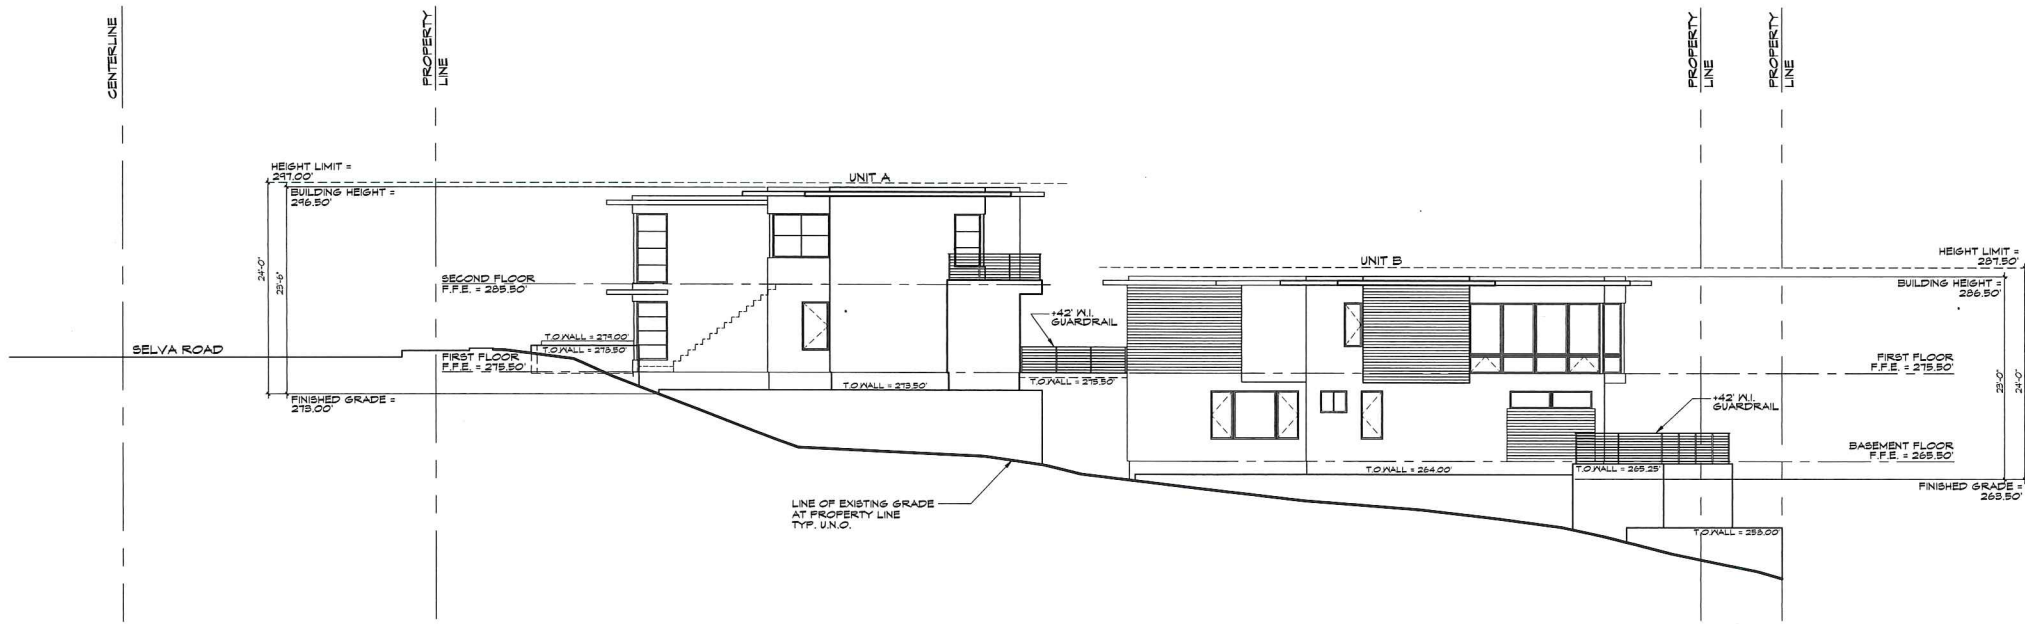 CENTERLINE
PROPERTY
LINE
PROPERTY
LINE
PROPERTY
LINE
HEIGHT LIMIT =
297.00'
BUILDING HEIGHT =
296.50'
UNIT A
24'-0"
23'-6"
SECOND FLOOR
F.F.E. = 285.50'
SELVA ROAD
T.O.WALL = 279.00'
T.O.WALL = 278.50'
FIRST FLOOR
F.F.E. = 275.50'
FINISHED GRADE =
273.00'
T.O.WALL = 273.50'
+42" W.I.
GUARDRAIL
T.O.WALL = 275.50'
LINE OF EXISTING GRADE
AT PROPERTY LINE
TYP. U.N.O.
UNIT B
HEIGHT LIMIT =
287.50'
BUILDING HEIGHT =
286.50'
FIRST FLOOR
F.F.E. = 275.50'
23'-0"
24'-0"
+42" W.I.
GUARDRAIL
BASEMENT FLOOR
F.F.E. = 265.50'
T.O.WALL = 264.00'
T.O.WALL = 265.25'
FINISHED GRADE =
263.50'
T.O.WALL = 258.00'